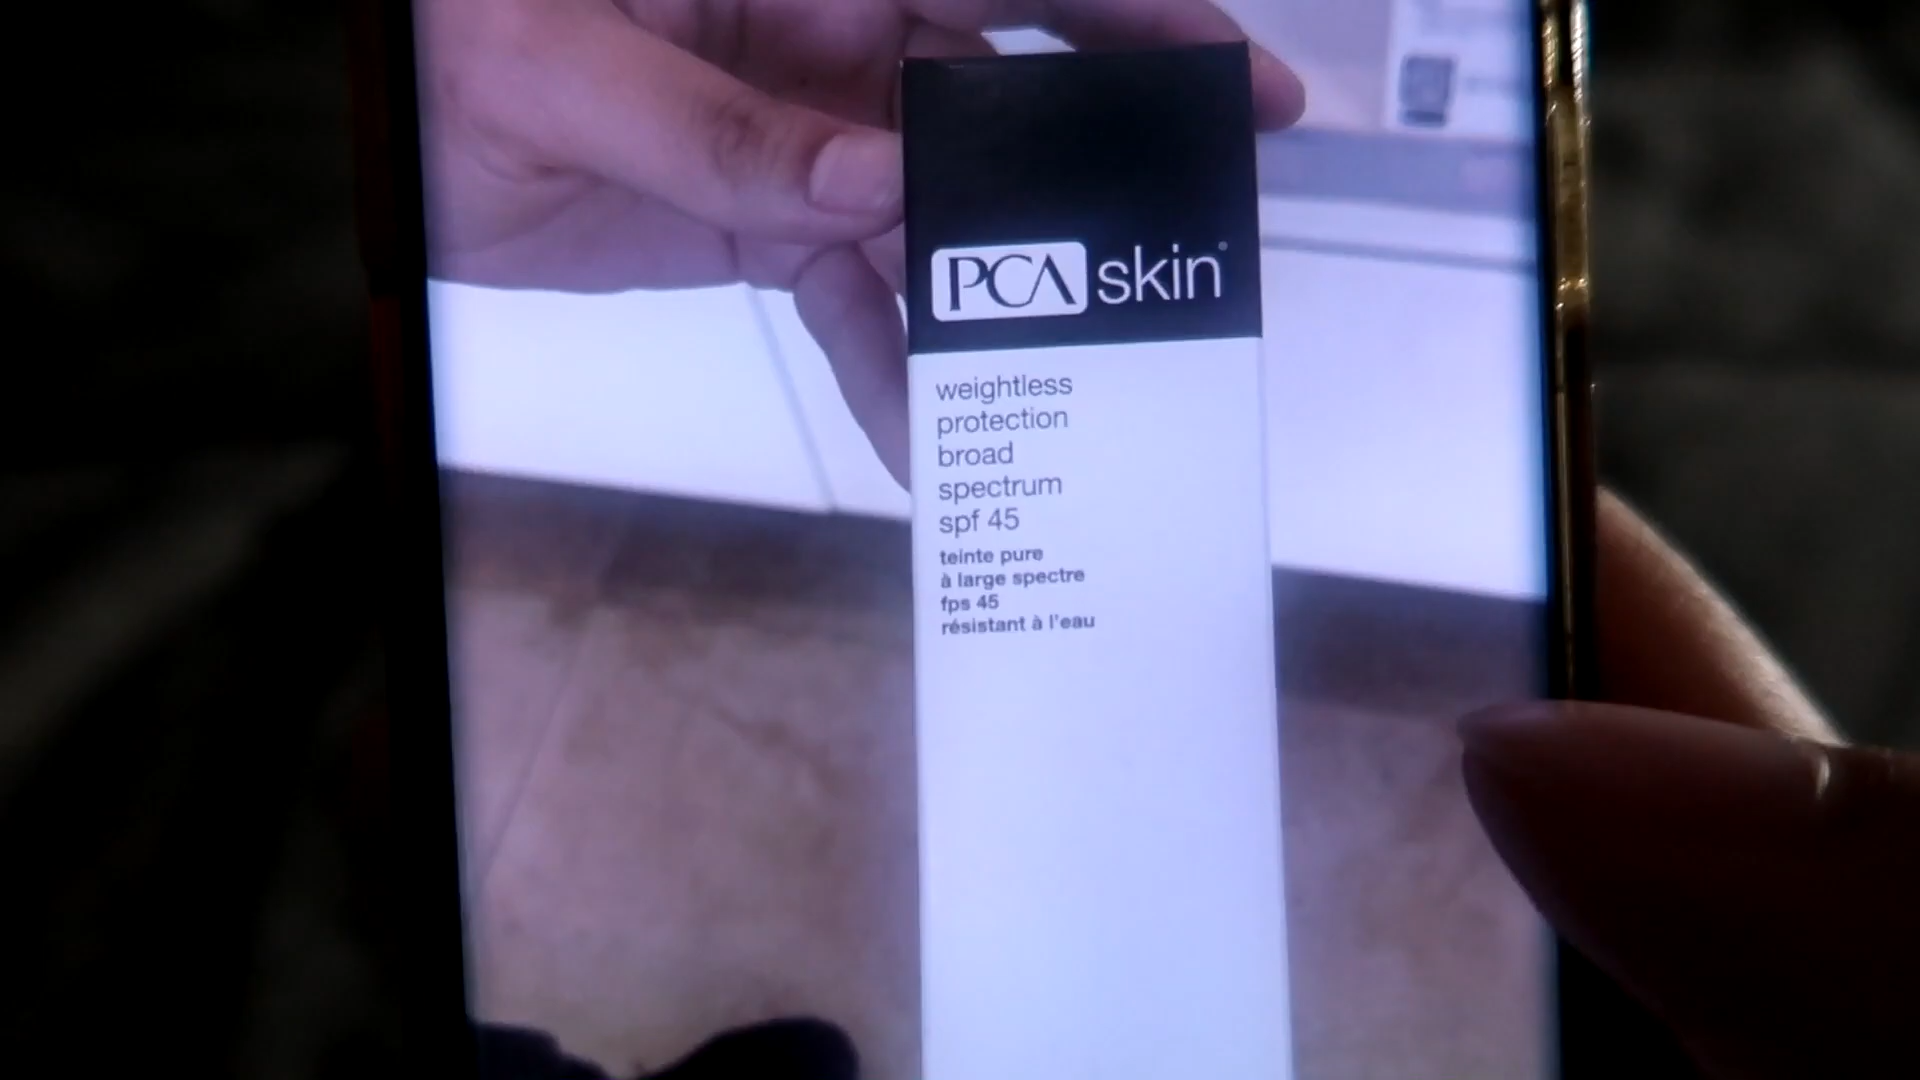 PCA skin®
weightless
protection
broad
spectrum
spf 45
teinte pure
à large spectre
fps 45
résistant à l'eau